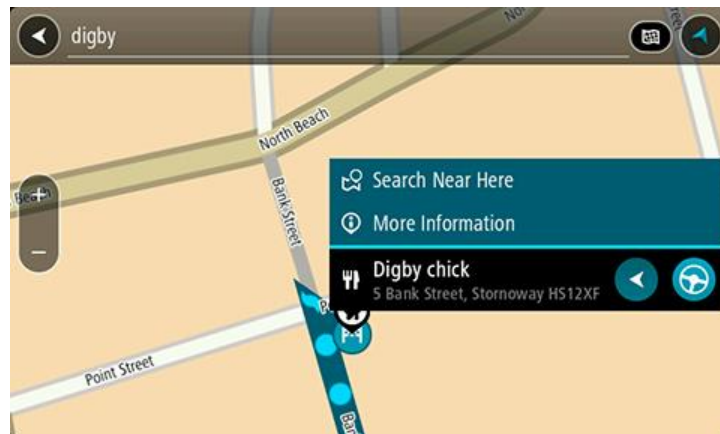 digby
North Beach
Beach
Bank Street
Search Near Here
More Information
Digby chick
5 Bank Street, Stornoway HS12XF
Point Street